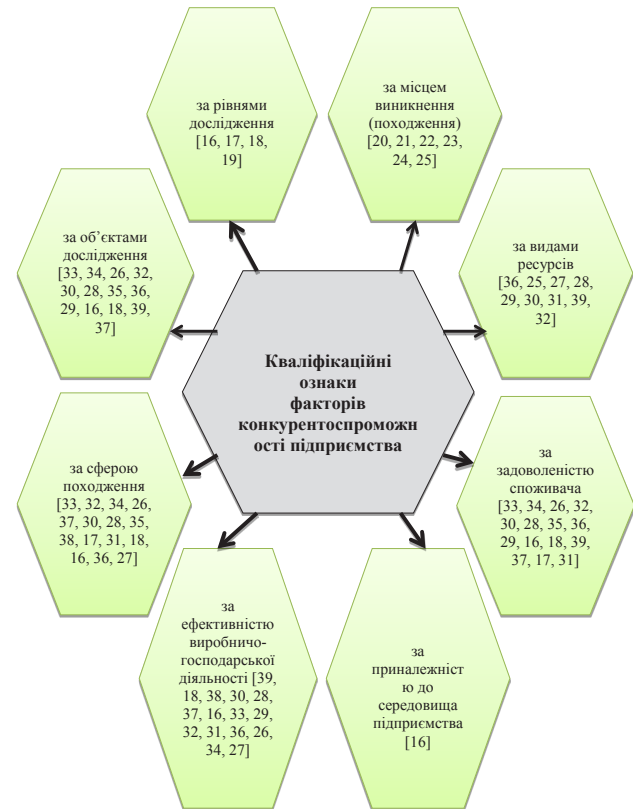 за рівнями
дослідження
[16, 17, 18,
19]
за місцем
виникнення
(походження)
[20, 21, 22, 23,
24, 25]
за об’єктами
дослідження
[33, 34, 26, 32,
30, 28, 35, 36,
29, 16, 18, 39,
37]
за видами
ресурсів
[36, 25, 27, 28,
29, 30, 31, 39,
32]
Кваліфікаційні
ознаки
факторів
конкурентоспроможн
ості підприємства
за сферою
походження
[33, 32, 34, 26,
37, 30, 28, 35,
38, 17, 31, 18,
16, 36, 27]
за
задоволеністю
споживача
[33, 34, 26, 32,
30, 28, 35, 36,
29, 16, 18, 39,
37, 17, 31]
за
ефективністю
виробничо-
господарської
діяльності [39,
18, 38, 30, 28,
37, 16, 33, 29,
32, 31, 36, 26,
34, 27]
за
приналежніст
ю до
середовища
підприємства
[16]